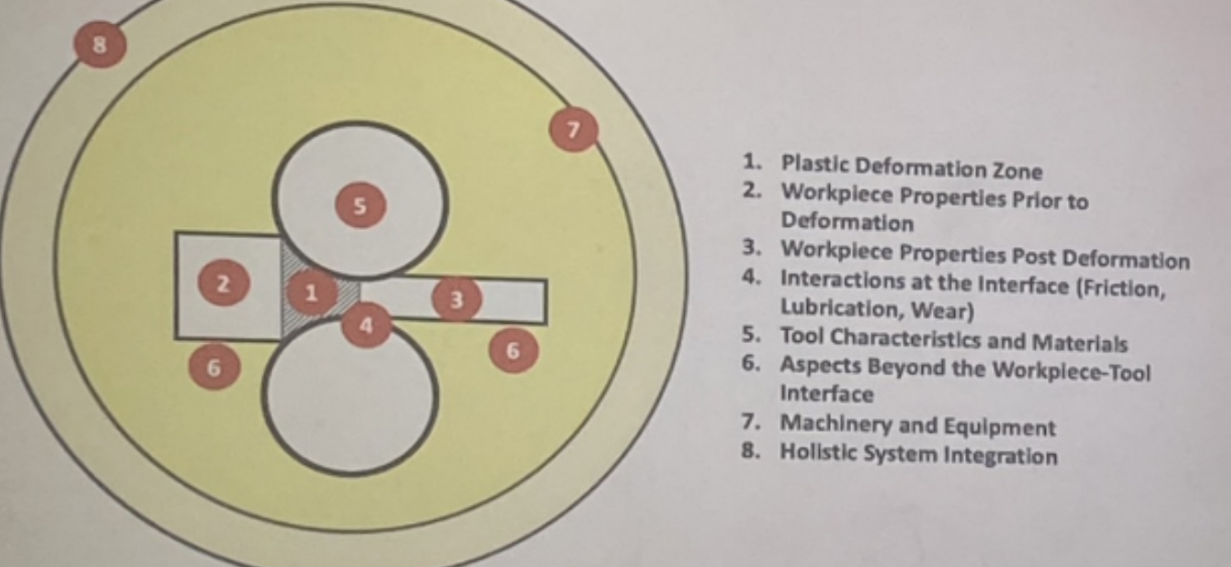 8
7
5
2
1
3
4
6
6
1. Plastic Deformation Zone
2. Workpiece Properties Prior to
Deformation
3. Workpiece Properties Post Deformation
4. Interactions at the Interface (Friction,
Lubrication, Wear)
5. Tool Characteristics and Materials
6. Aspects Beyond the Workpiece-Tool
Interface
7. Machinery and Equipment
8. Holistic System Integration